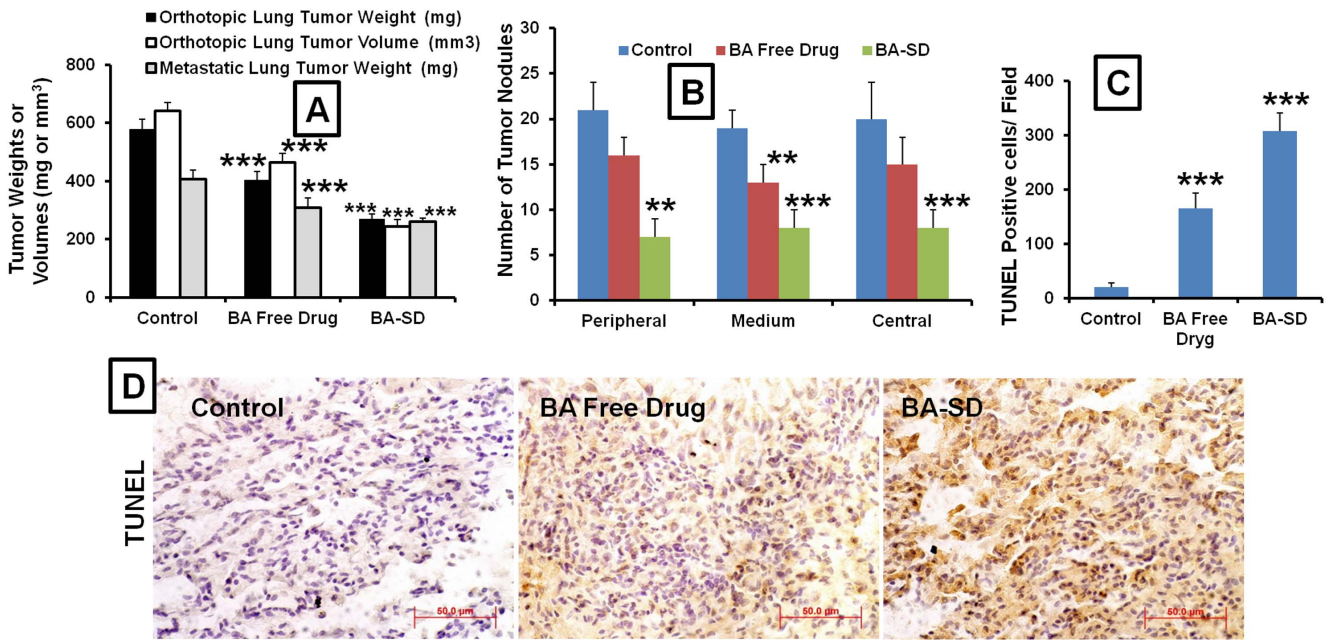 Orthotopic Lung Tumor Weight (mg)
Orthotopic Lung Tumor Volume (mm3)
Metastatic Lung Tumor Weight (mg)
A
Tumor Weights or
Volumes (mg or mm³)
800
600
400
200
0
***
***
***
***
***
***
Control
BA Free Drug
BA-SD
B
Control
BA Free Drug
BA-SD
Number of Tumor Nodules
30
25
20
15
10
5
0
**
**
***
***
Peripheral
Medium
Central
C
TUNEL Positive cells/ Field
400
300
200
100
0
***
***
Control
BA Free
Dryg
BA-SD
D
TUNEL
Control
BA Free Drug
BA-SD
50.0 µm
50.0 µm
50.0 µm